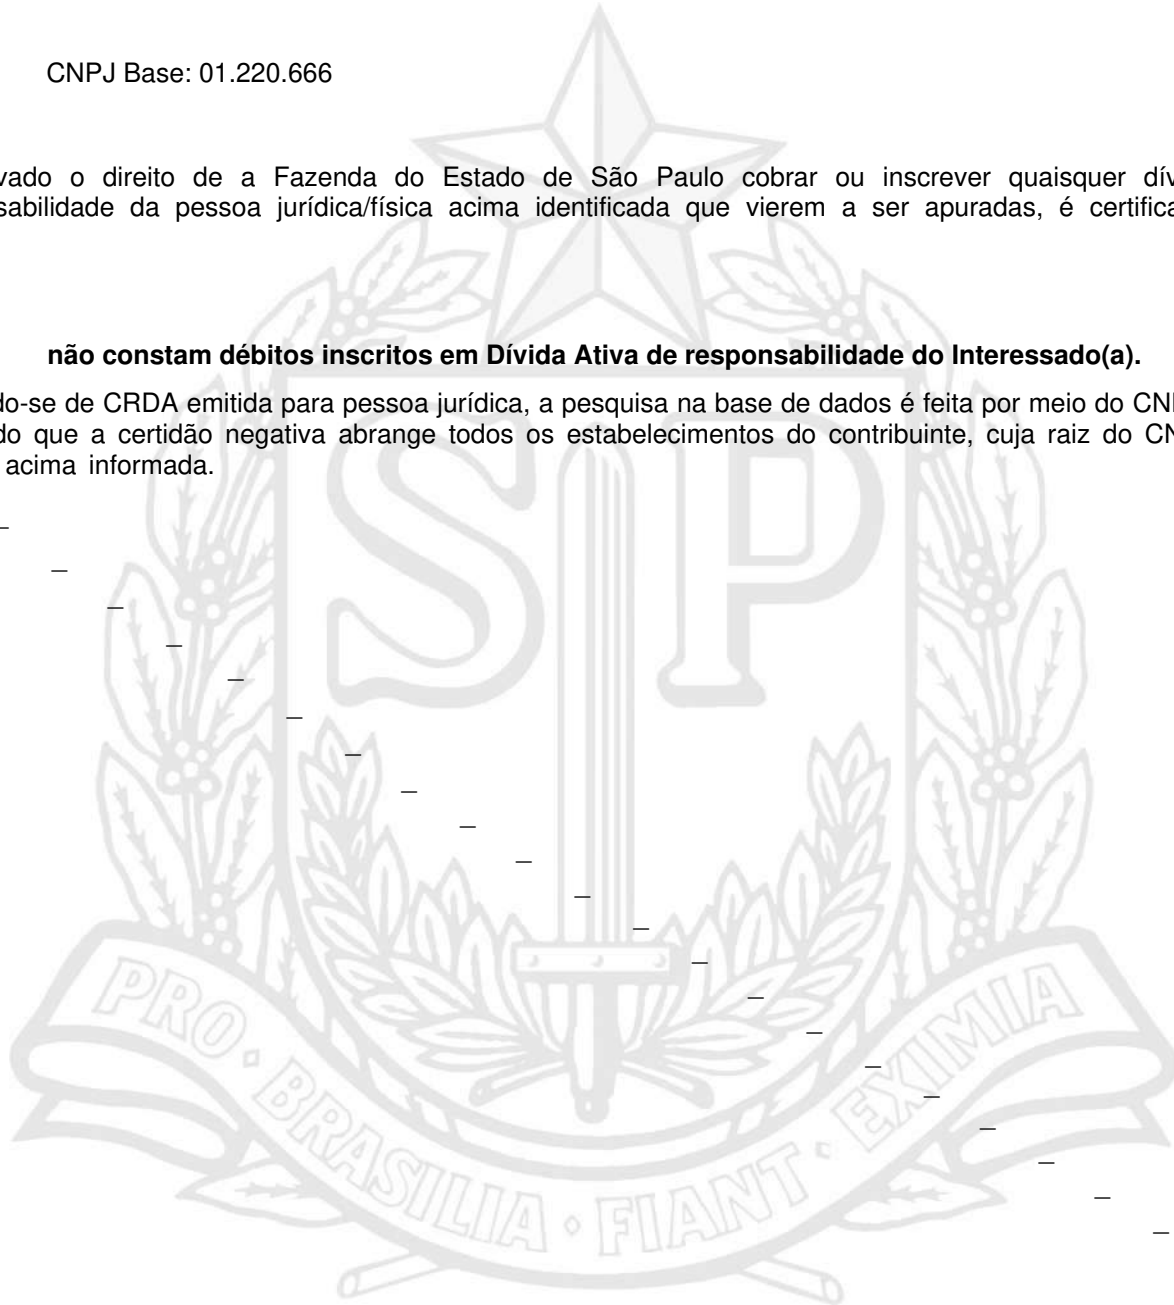 CNPJ Base: 01.220.666
vado o direito de a Fazenda do Estado de São Paulo cobrar ou inscrever quaisquer dív
sabilidade da pessoa jurídica/física acima identificada que vierem a ser apuradas, é certifica
não constam débitos inscritos em Dívida Ativa de responsabilidade do Interessado(a).
do-se de CRDA emitida para pessoa jurídica, a pesquisa na base de dados é feita por meio do CN
do que a certidão negativa abrange todos os estabelecimentos do contribuinte, cuja raiz do CN
acima informada.
SP
PRO • BRASILIA • FIANT • EXIMIA